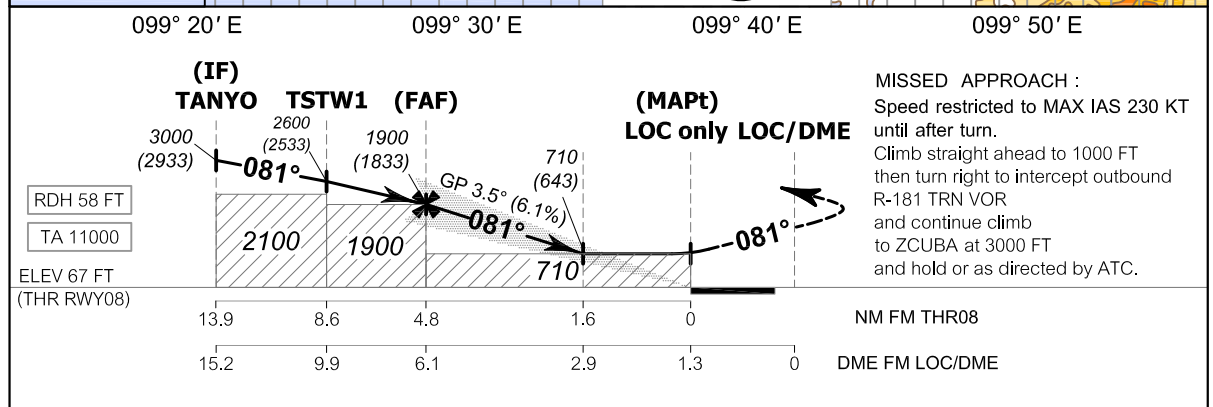 099° 20' E 099° 30' E 099° 40' E 099° 50' E
(IF)
TANYO TSTW1 (FAF)
(MAPt)
LOC only LOC/DME
3000
(2933)
2600
(2533)
1900
(1833)
710
(643)
081°
GP 3.5° (6.1%)
081°
081°
2100
1900
710
RDH 58 FT
TA 11000
ELEV 67 FT
(THR RWY08)
MISSED APPROACH :
Speed restricted to MAX IAS 230 KT
until after turn.
Climb straight ahead to 1000 FT
then turn right to intercept outbound
R-181 TRN VOR
and continue climb
to ZCUBA at 3000 FT
and hold or as directed by ATC.
13.9 8.6 4.8 1.6 0 NM FM THR08
15.2 9.9 6.1 2.9 1.3 0 DME FM LOC/DME